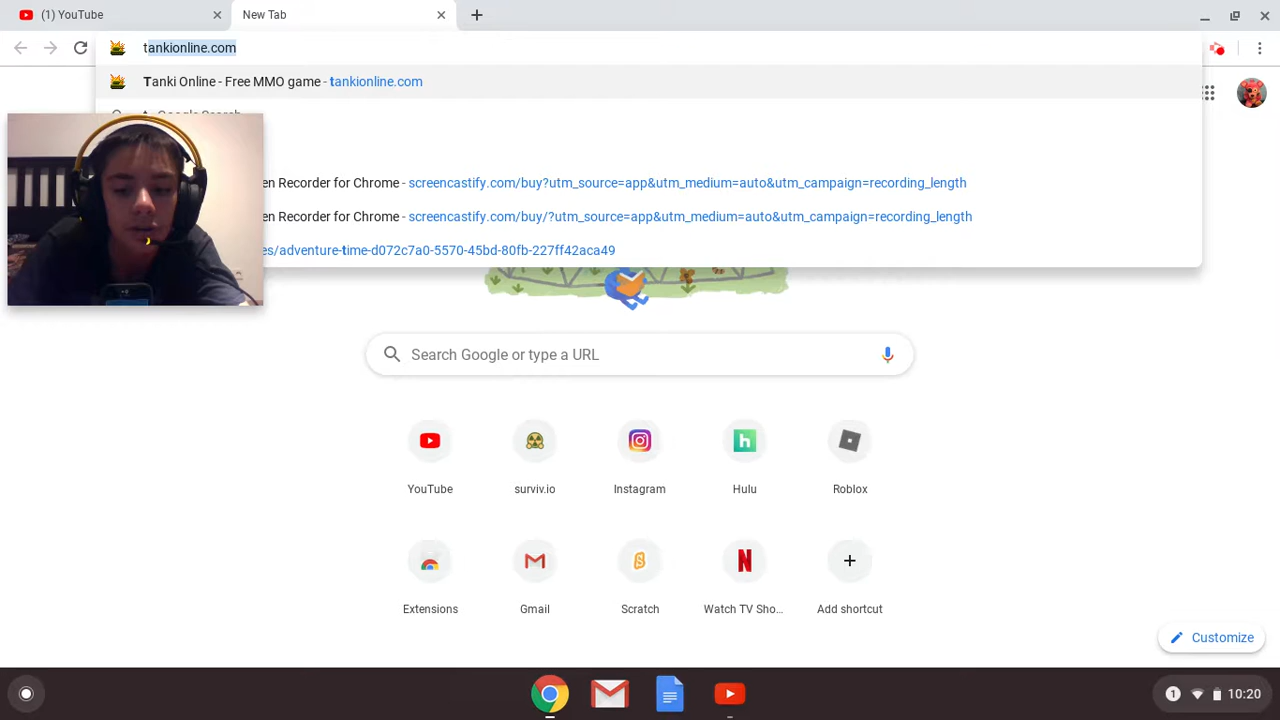 (1) YouTube
New Tab
tankionline.com
Tanki Online - Free MMO game - tankionline.com
t - Google Search
en Recorder for Chrome - screencastify.com/buy?utm_source=app&utm_medium=auto&utm_campaign=recording_length
en Recorder for Chrome - screencastify.com/buy/?utm_source=app&utm_medium=auto&utm_campaign=recording_length
es/adventure-time-d072c7a0-5570-45bd-80fb-227ff42aca49
Search Google or type a URL
YouTube
surviv.io
Instagram
Hulu
Roblox
Extensions
Gmail
Scratch
Watch TV Sho...
Add shortcut
Customize
1
10:20